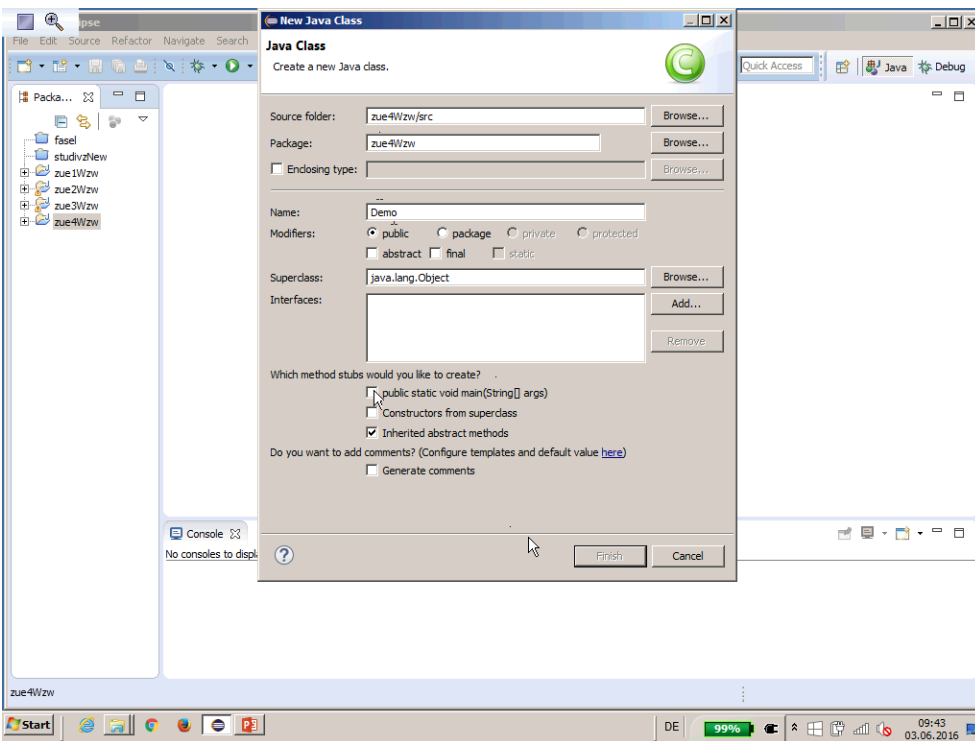 pse
New Java Class
File Edit Source Refactor Navigate Search
Java Class
Create a new Java class.
Quick Access
Java
Debug
Packa...
fasel
studivzNew
zue1Wzw
zue2Wzw
zue3Wzw
zue4Wzw
Source folder:
zue4Wzw/src
Browse...
Package:
zue4Wzw
Browse...
Enclosing type:
Browse...
Name:
Demo
Modifiers:
public package private protected
abstract final static
Superclass:
java.lang.Object
Browse...
Interfaces:
Add...
Remove
Which method stubs would you like to create?
public static void main(String[] args)
Constructors from superclass
Inherited abstract methods
Do you want to add comments? (Configure templates and default value here)
Generate comments
Console
No consoles to displ
?
Finish
Cancel
zue4Wzw
Start
DE
99%
09:43
03.06.2016